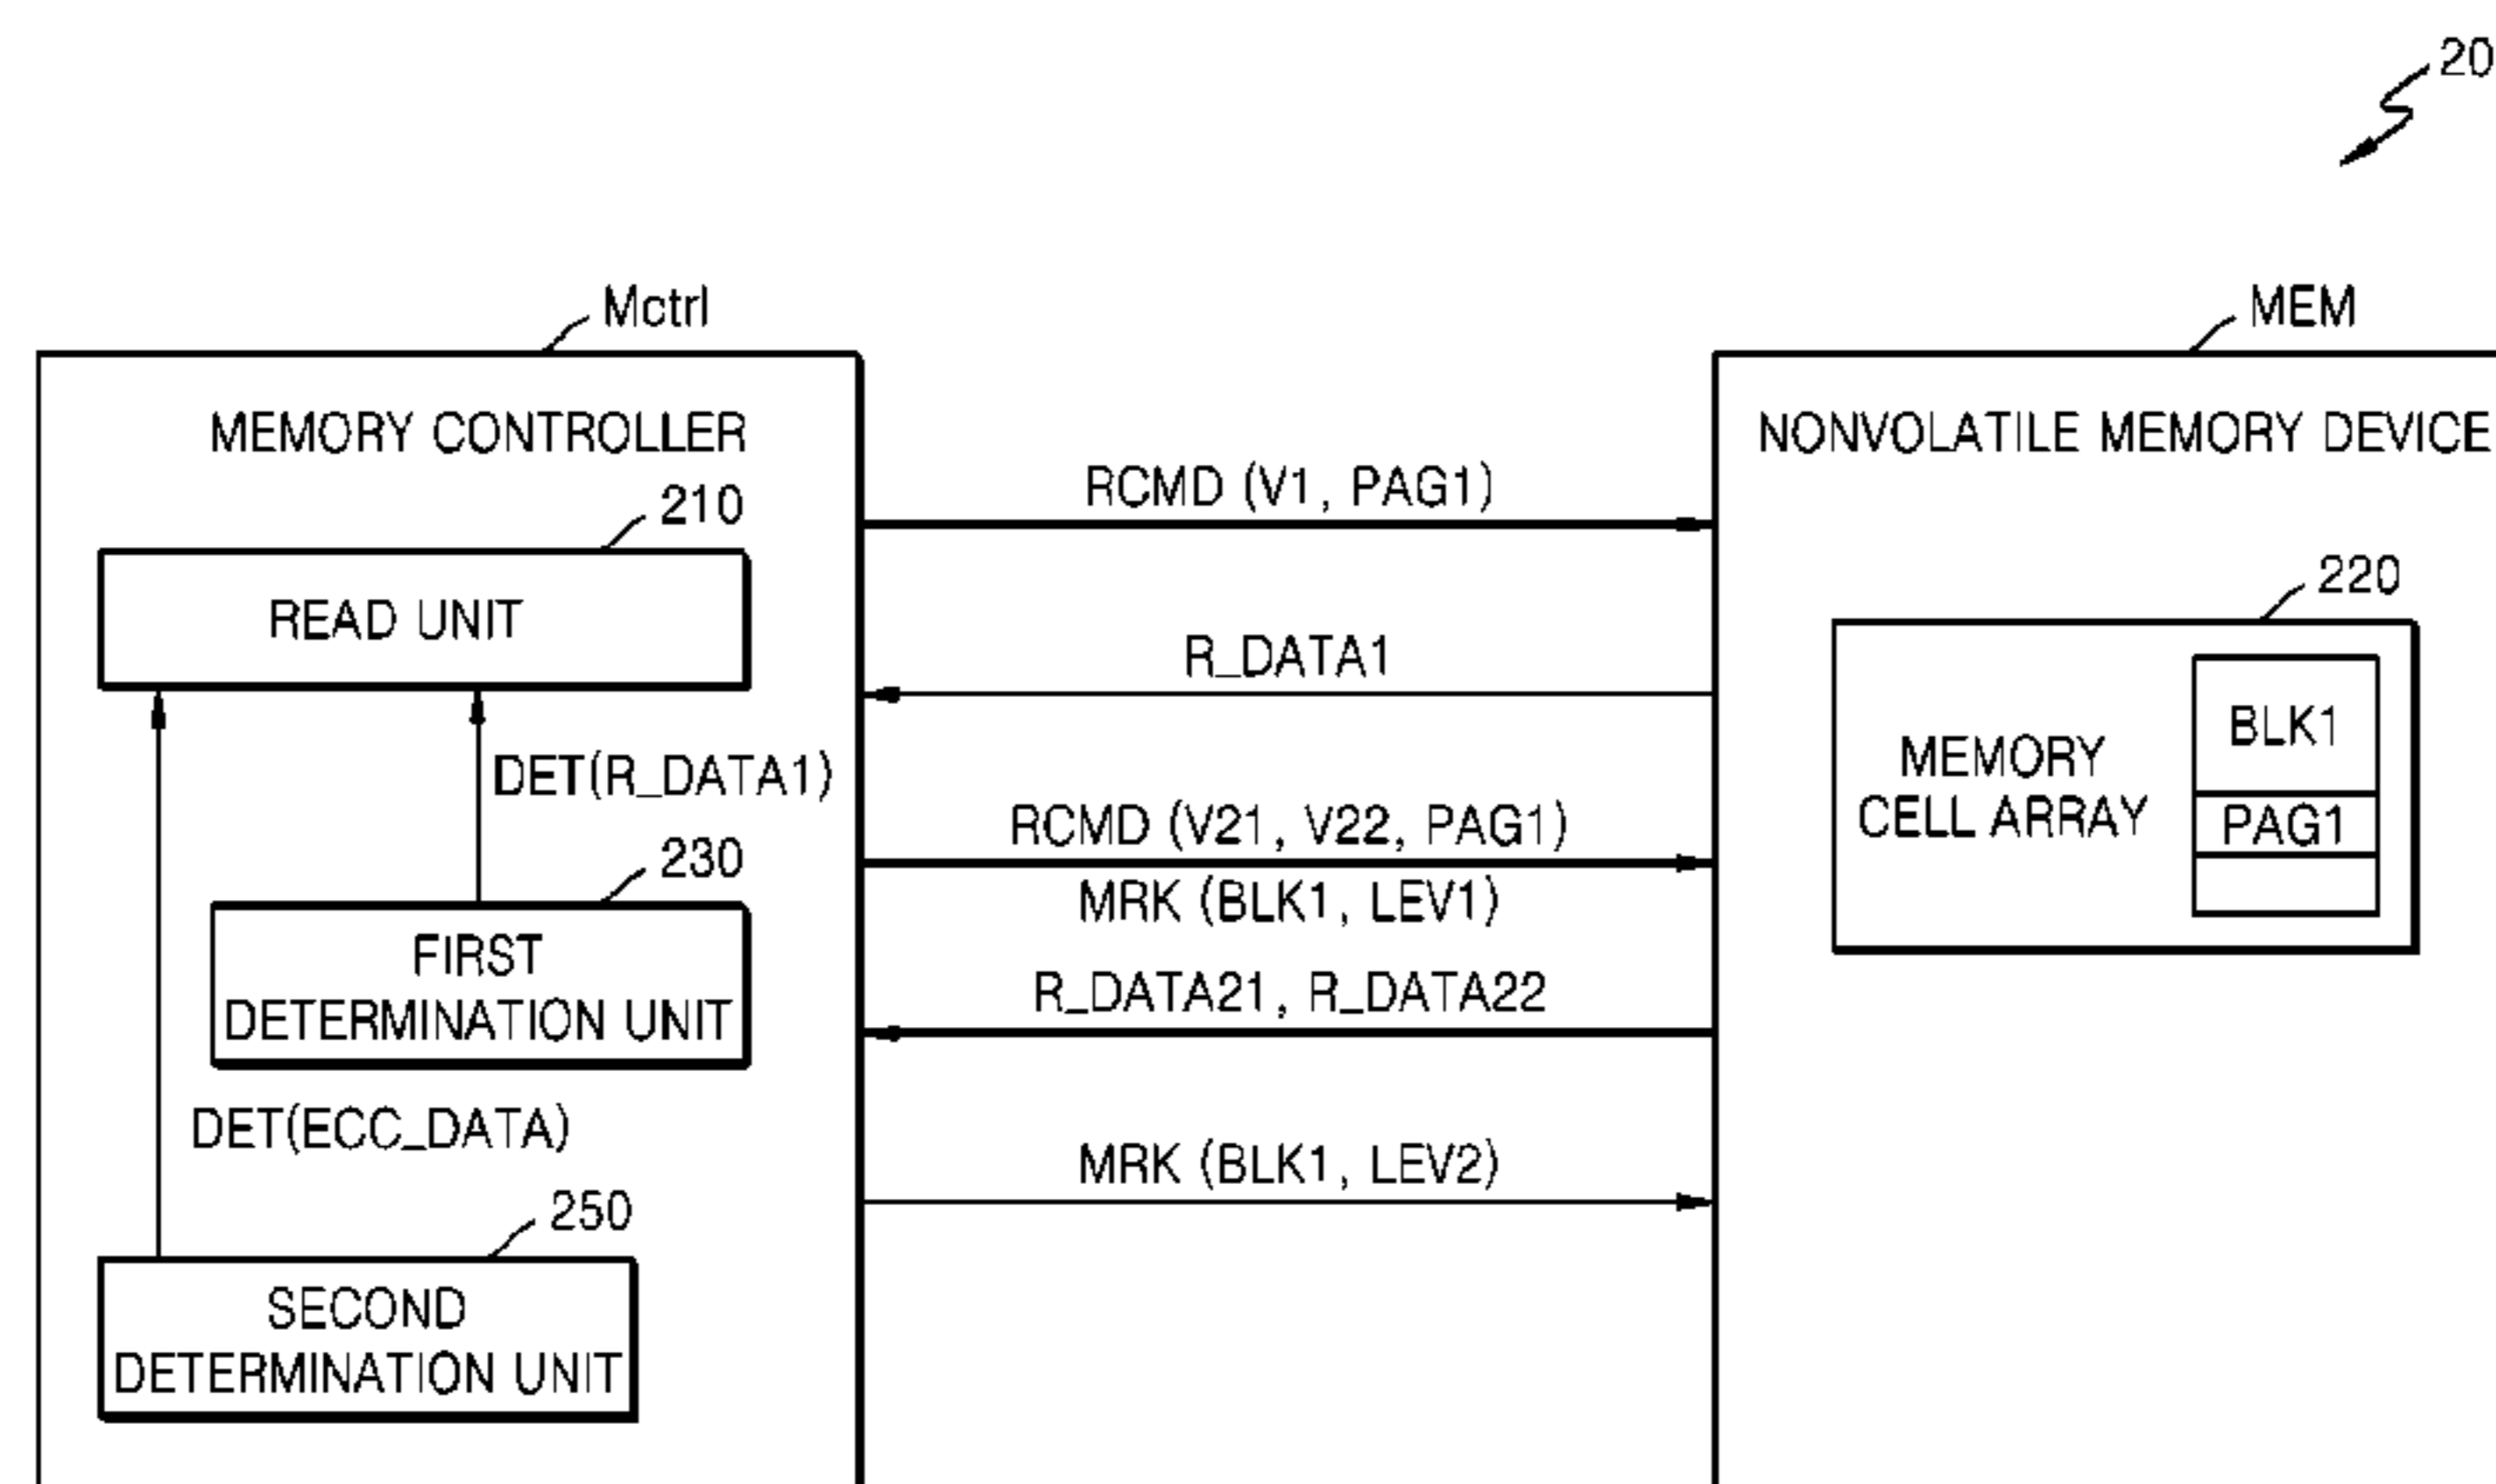 20
Mctrl
MEM
MEMORY CONTROLLER
NONVOLATILE MEMORY DEVICE
210
READ UNIT
DET(R_DATA1)
230
FIRST
DETERMINATION UNIT
DET(ECC_DATA)
250
SECOND
DETERMINATION UNIT
RCMD (V1, PAG1)
R_DATA1
RCMD (V21, V22, PAG1)
MRK (BLK1, LEV1)
R_DATA21, R_DATA22
MRK (BLK1, LEV2)
220
MEMORY
CELL ARRAY
BLK1
PAG1